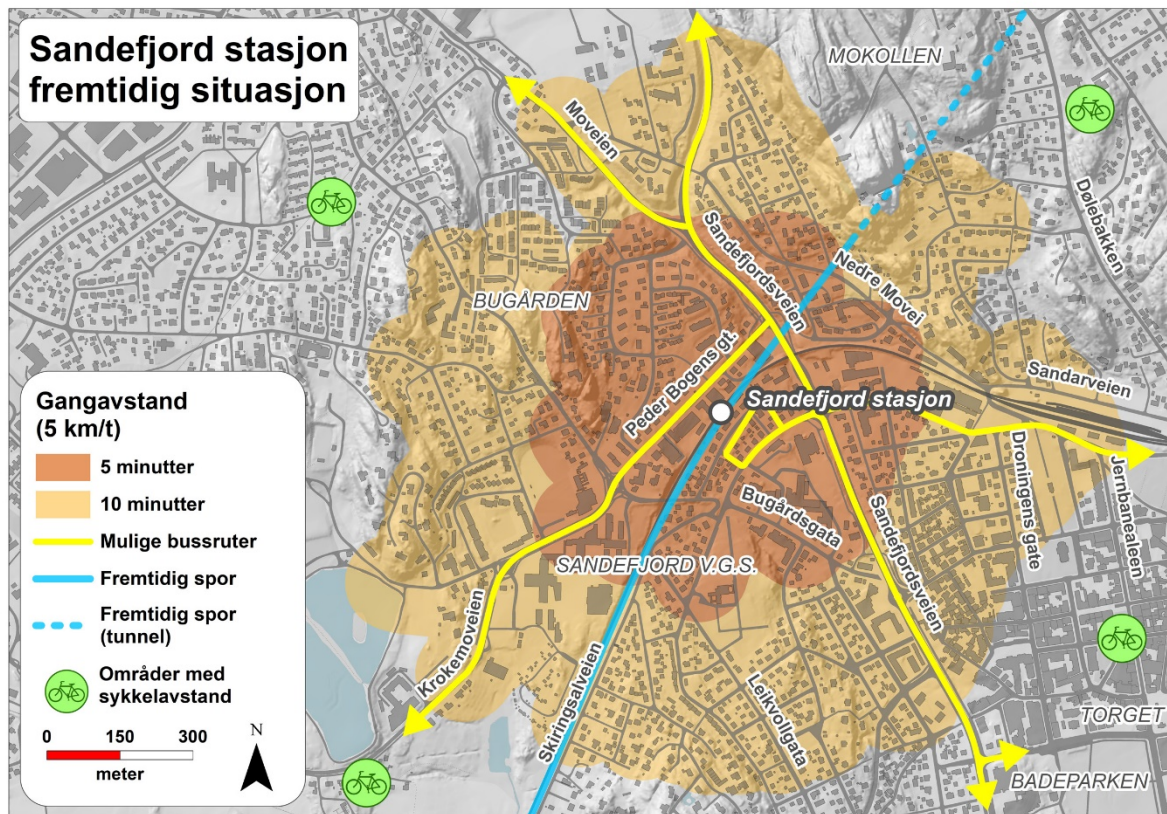 Sandefjord stasjon
fremtidig situasjon
MOKOLLEN
Moveien
Dølebakken
Sandefjordsveien
Nedre Movei
BUGÅRDEN
Peder Bogens gt.
Sandefjord stasjon
Sandarveien
Droningens gate
Jernbanealeen
Bugårdsgata
Sandefjordsveien
SANDEFJORD V.G.S.
Krokemoveien
Skiringsalveien
Leikvollgata
TORGET
BADEPARKEN
Gangavstand
(5 km/t)
5 minutter
10 minutter
Mulige bussruter
Fremtidig spor
Fremtidig spor
(tunnel)
Områder med
sykkelavstand
0 150 300
meter
N